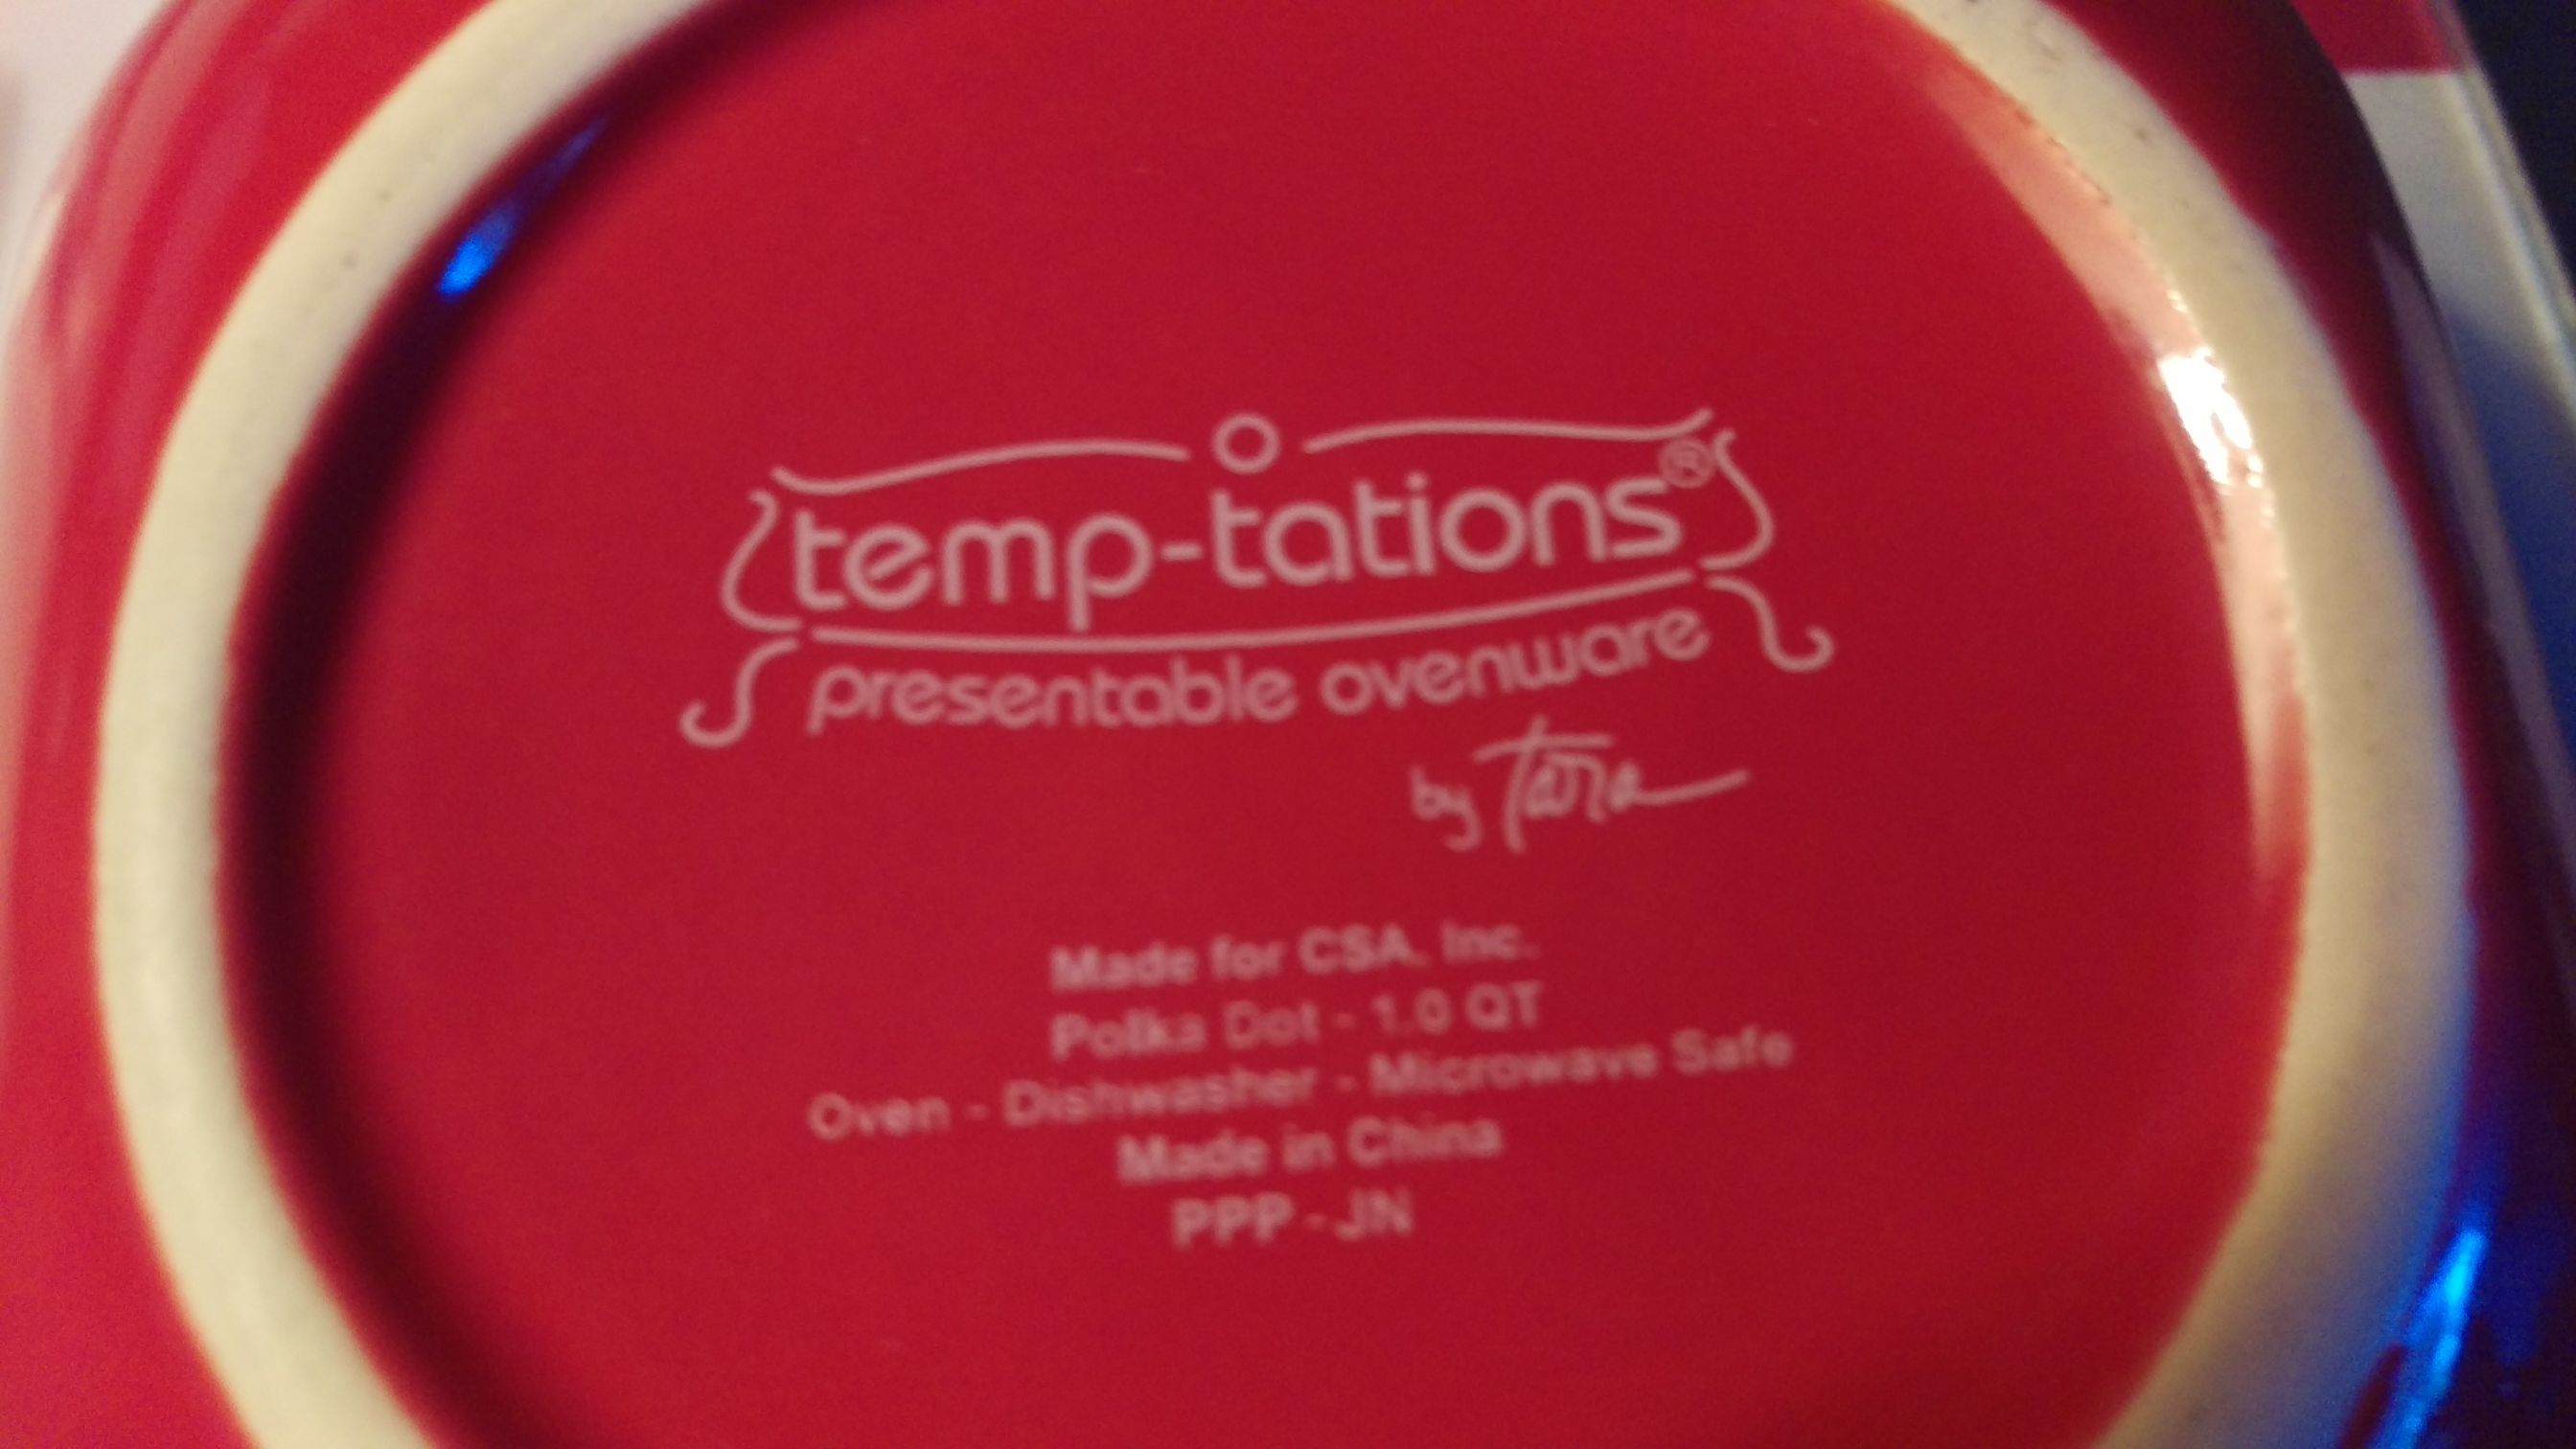 temp-tations®
presentable ovenware
by Tara
Made for CSA, Inc.
Polka Dot - 1.0 QT
Oven - Dishwasher - Microwave Safe
Made in China
PPP - JN